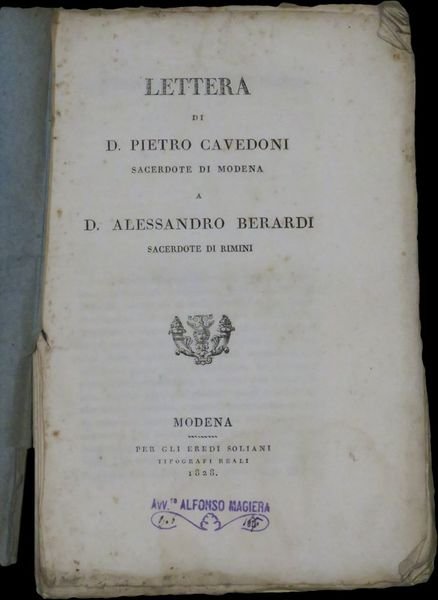 LETTERA
DI
D. PIETRO CAVEDONI
SACERDOTE DI MODENA
A
D. ALESSANDRO BERARDI
SACERDOTE DI RIMINI
MODENA
PER GLI EREDI SOLIANI
TIPOGRAFI REALI
1828.
AVV.to ALFONSO MAGIERA